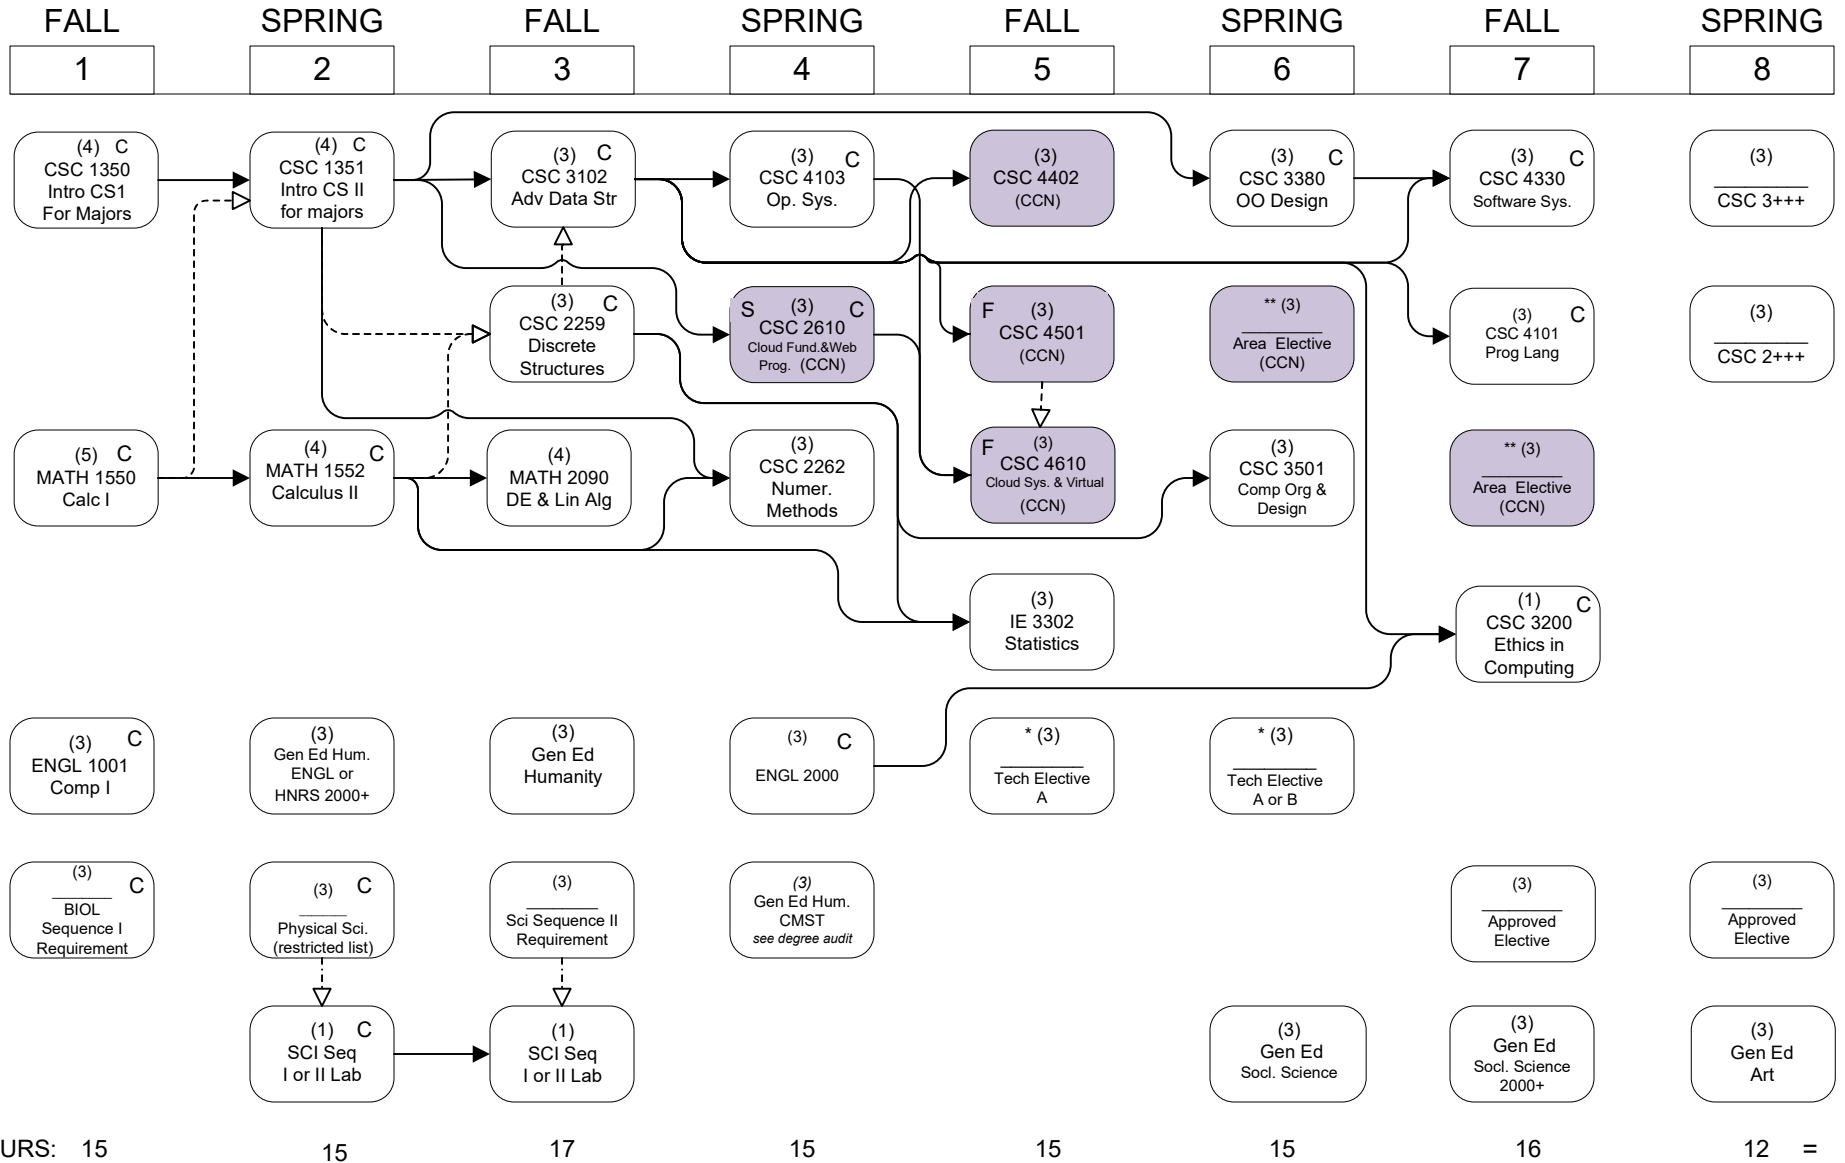 FALL SPRING FALL SPRING FALL SPRING FALL SPRING
1 2 3 4 5 6 7 8
(4) C
CSC 1350
Intro CS1
For Majors
(4) C
CSC 1351
Intro CS II
for majors
(3) C
CSC 3102
Adv Data Str
(3) C
CSC 4103
Op. Sys.
(3)
CSC 4402
(CCN)
(3) C
CSC 3380
OO Design
(3) C
CSC 4330
Software Sys.
(3)
CSC 3+++
(3) C
CSC 2259
Discrete
Structures
S (3) C
CSC 2610
Cloud Fund.&Web
Prog. (CCN)
F (3)
CSC 4501
(CCN)
** (3)
Area Elective
(CCN)
(3) C
CSC 4101
Prog Lang
(3)
CSC 2+++
(5) C
MATH 1550
Calc I
(4) C
MATH 1552
Calculus II
(4)
MATH 2090
DE & Lin Alg
(3)
CSC 2262
Numer.
Methods
F (3)
CSC 4610
Cloud Sys. & Virtual
(CCN)
(3)
CSC 3501
Comp Org &
Design
** (3)
Area Elective
(CCN)
(3)
IE 3302
Statistics
(1) C
CSC 3200
Ethics in
Computing
(3) C
ENGL 1001
Comp I
(3)
Gen Ed Hum.
ENGL or
HNRS 2000+
(3)
Gen Ed
Humanity
(3) C
ENGL 2000
* (3)
Tech Elective
A
* (3)
Tech Elective
A or B
(3) C
BIOL
Sequence I
Requirement
(3) C
Physical Sci.
(restricted list)
(3)
Sci Sequence II
Requirement
(3)
Gen Ed Hum.
CMST
see degree audit
(3)
Approved
Elective
(3)
Approved
Elective
(1) C
SCI Seq
I or II Lab
(1)
SCI Seq
I or II Lab
(3)
Gen Ed
Socl. Science
(3)
Gen Ed
Socl. Science
2000+
(3)
Gen Ed
Art
URS: 15 15 17 15 15 15 16 12 =